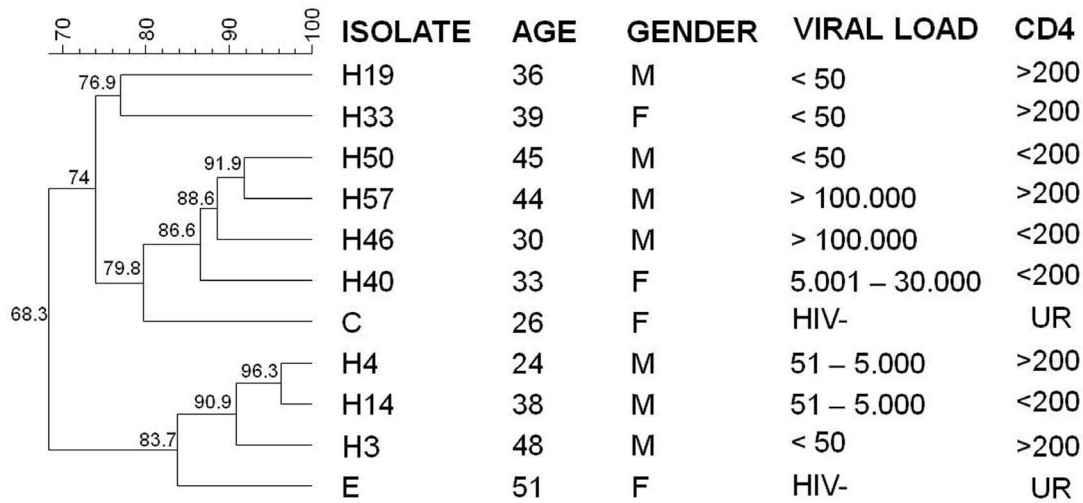 70 80 90 100 ISOLATE AGE GENDER VIRAL LOAD CD4
76.9 H19 36 M < 50 >200
H33 39 F < 50 >200
91.9 H50 45 M < 50 <200
74 88.6 H57 44 M > 100.000 >200
86.6 H46 30 M > 100.000 <200
79.8 H40 33 F 5.001 – 30.000 <200
68.3 C 26 F HIV- UR
96.3 H4 24 M 51 – 5.000 >200
90.9 H14 38 M 51 – 5.000 <200
83.7 H3 48 M < 50 >200
E 51 F HIV- UR